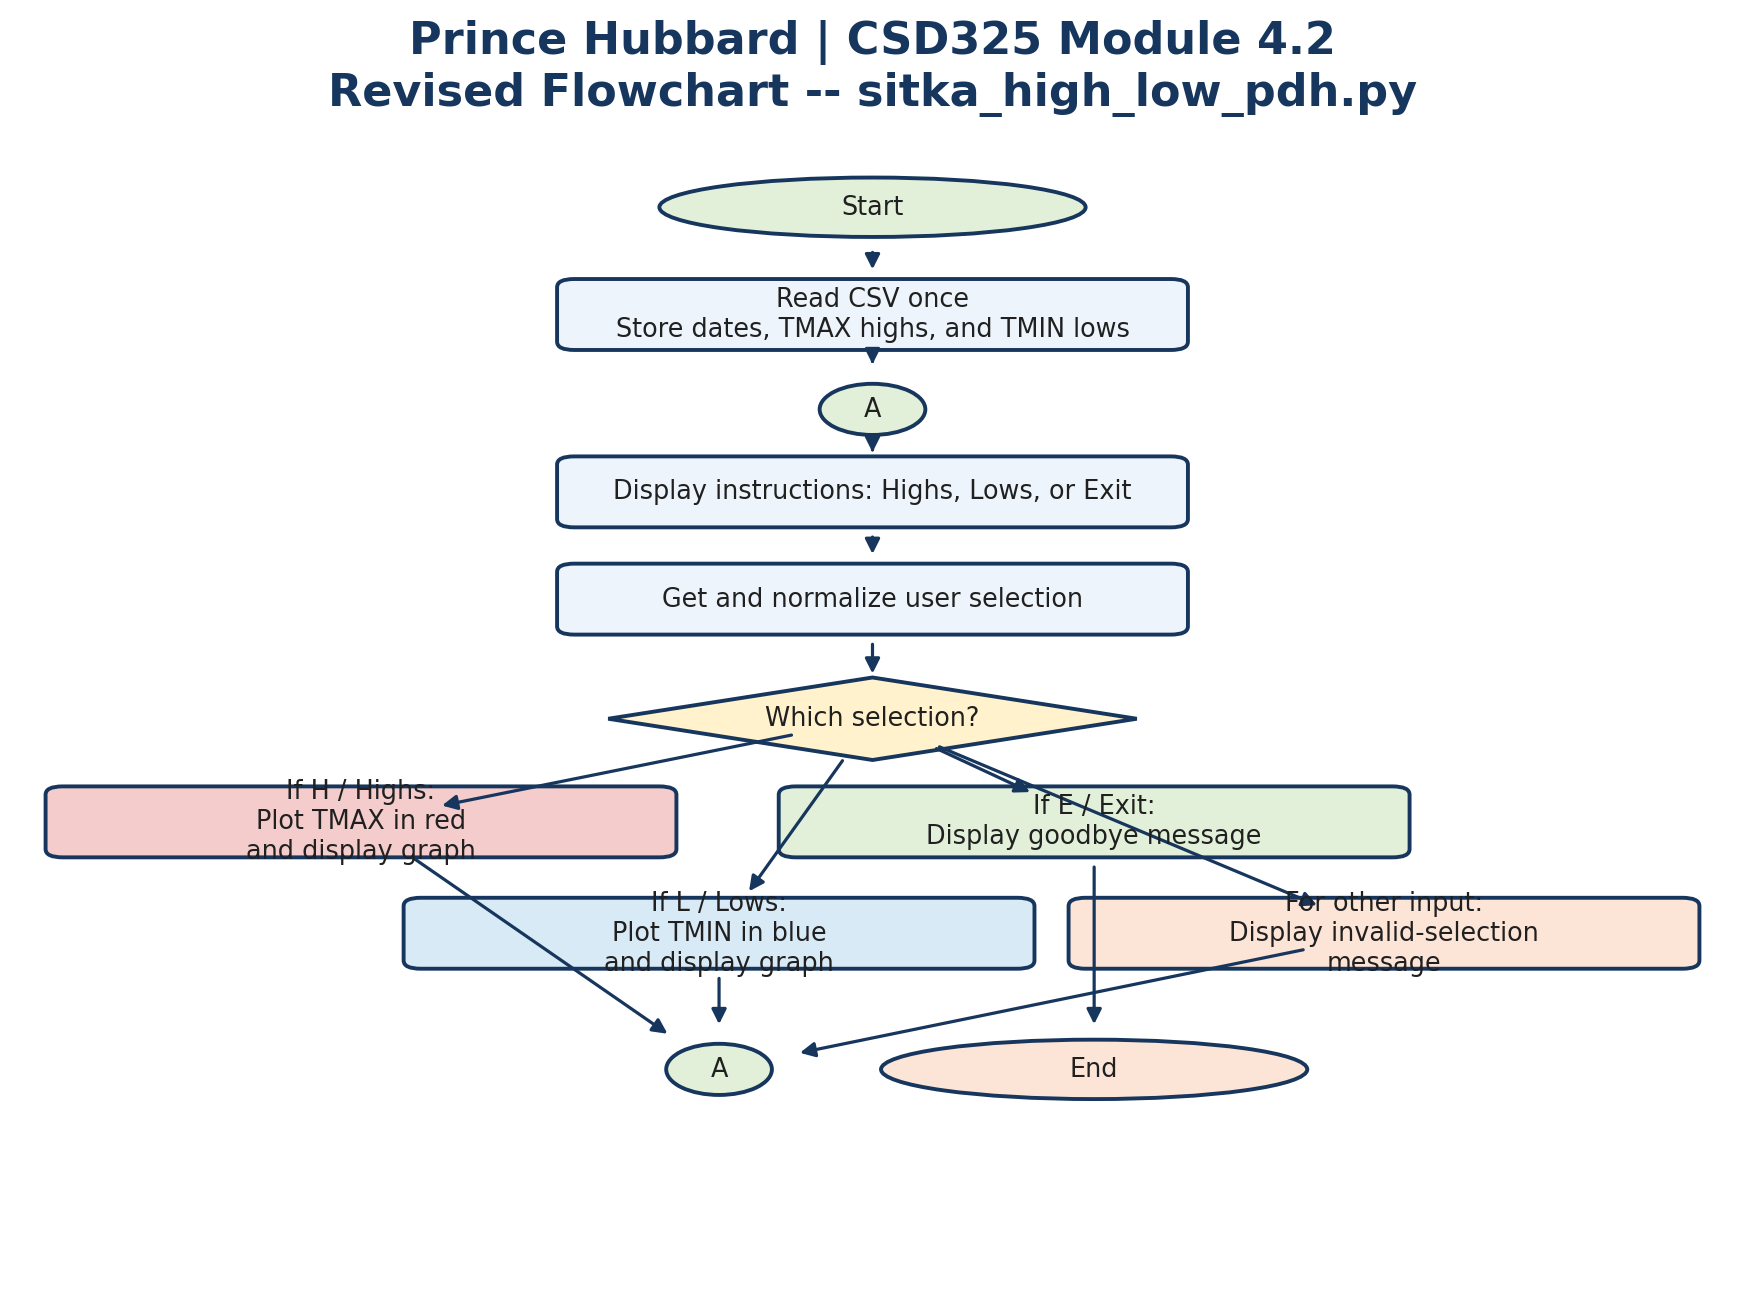 Prince Hubbard | CSD325 Module 4.2
Revised Flowchart -- sitka_high_low_pdh.py
Start
Read CSV once
Store dates, TMAX highs, and TMIN lows
A
Display instructions: Highs, Lows, or Exit
Get and normalize user selection
Which selection?
If H / Highs:
Plot TMAX in red
and display graph
If E / Exit:
Display goodbye message
If L / Lows:
Plot TMIN in blue
and display graph
For other input:
Display invalid-selection
message
A
End